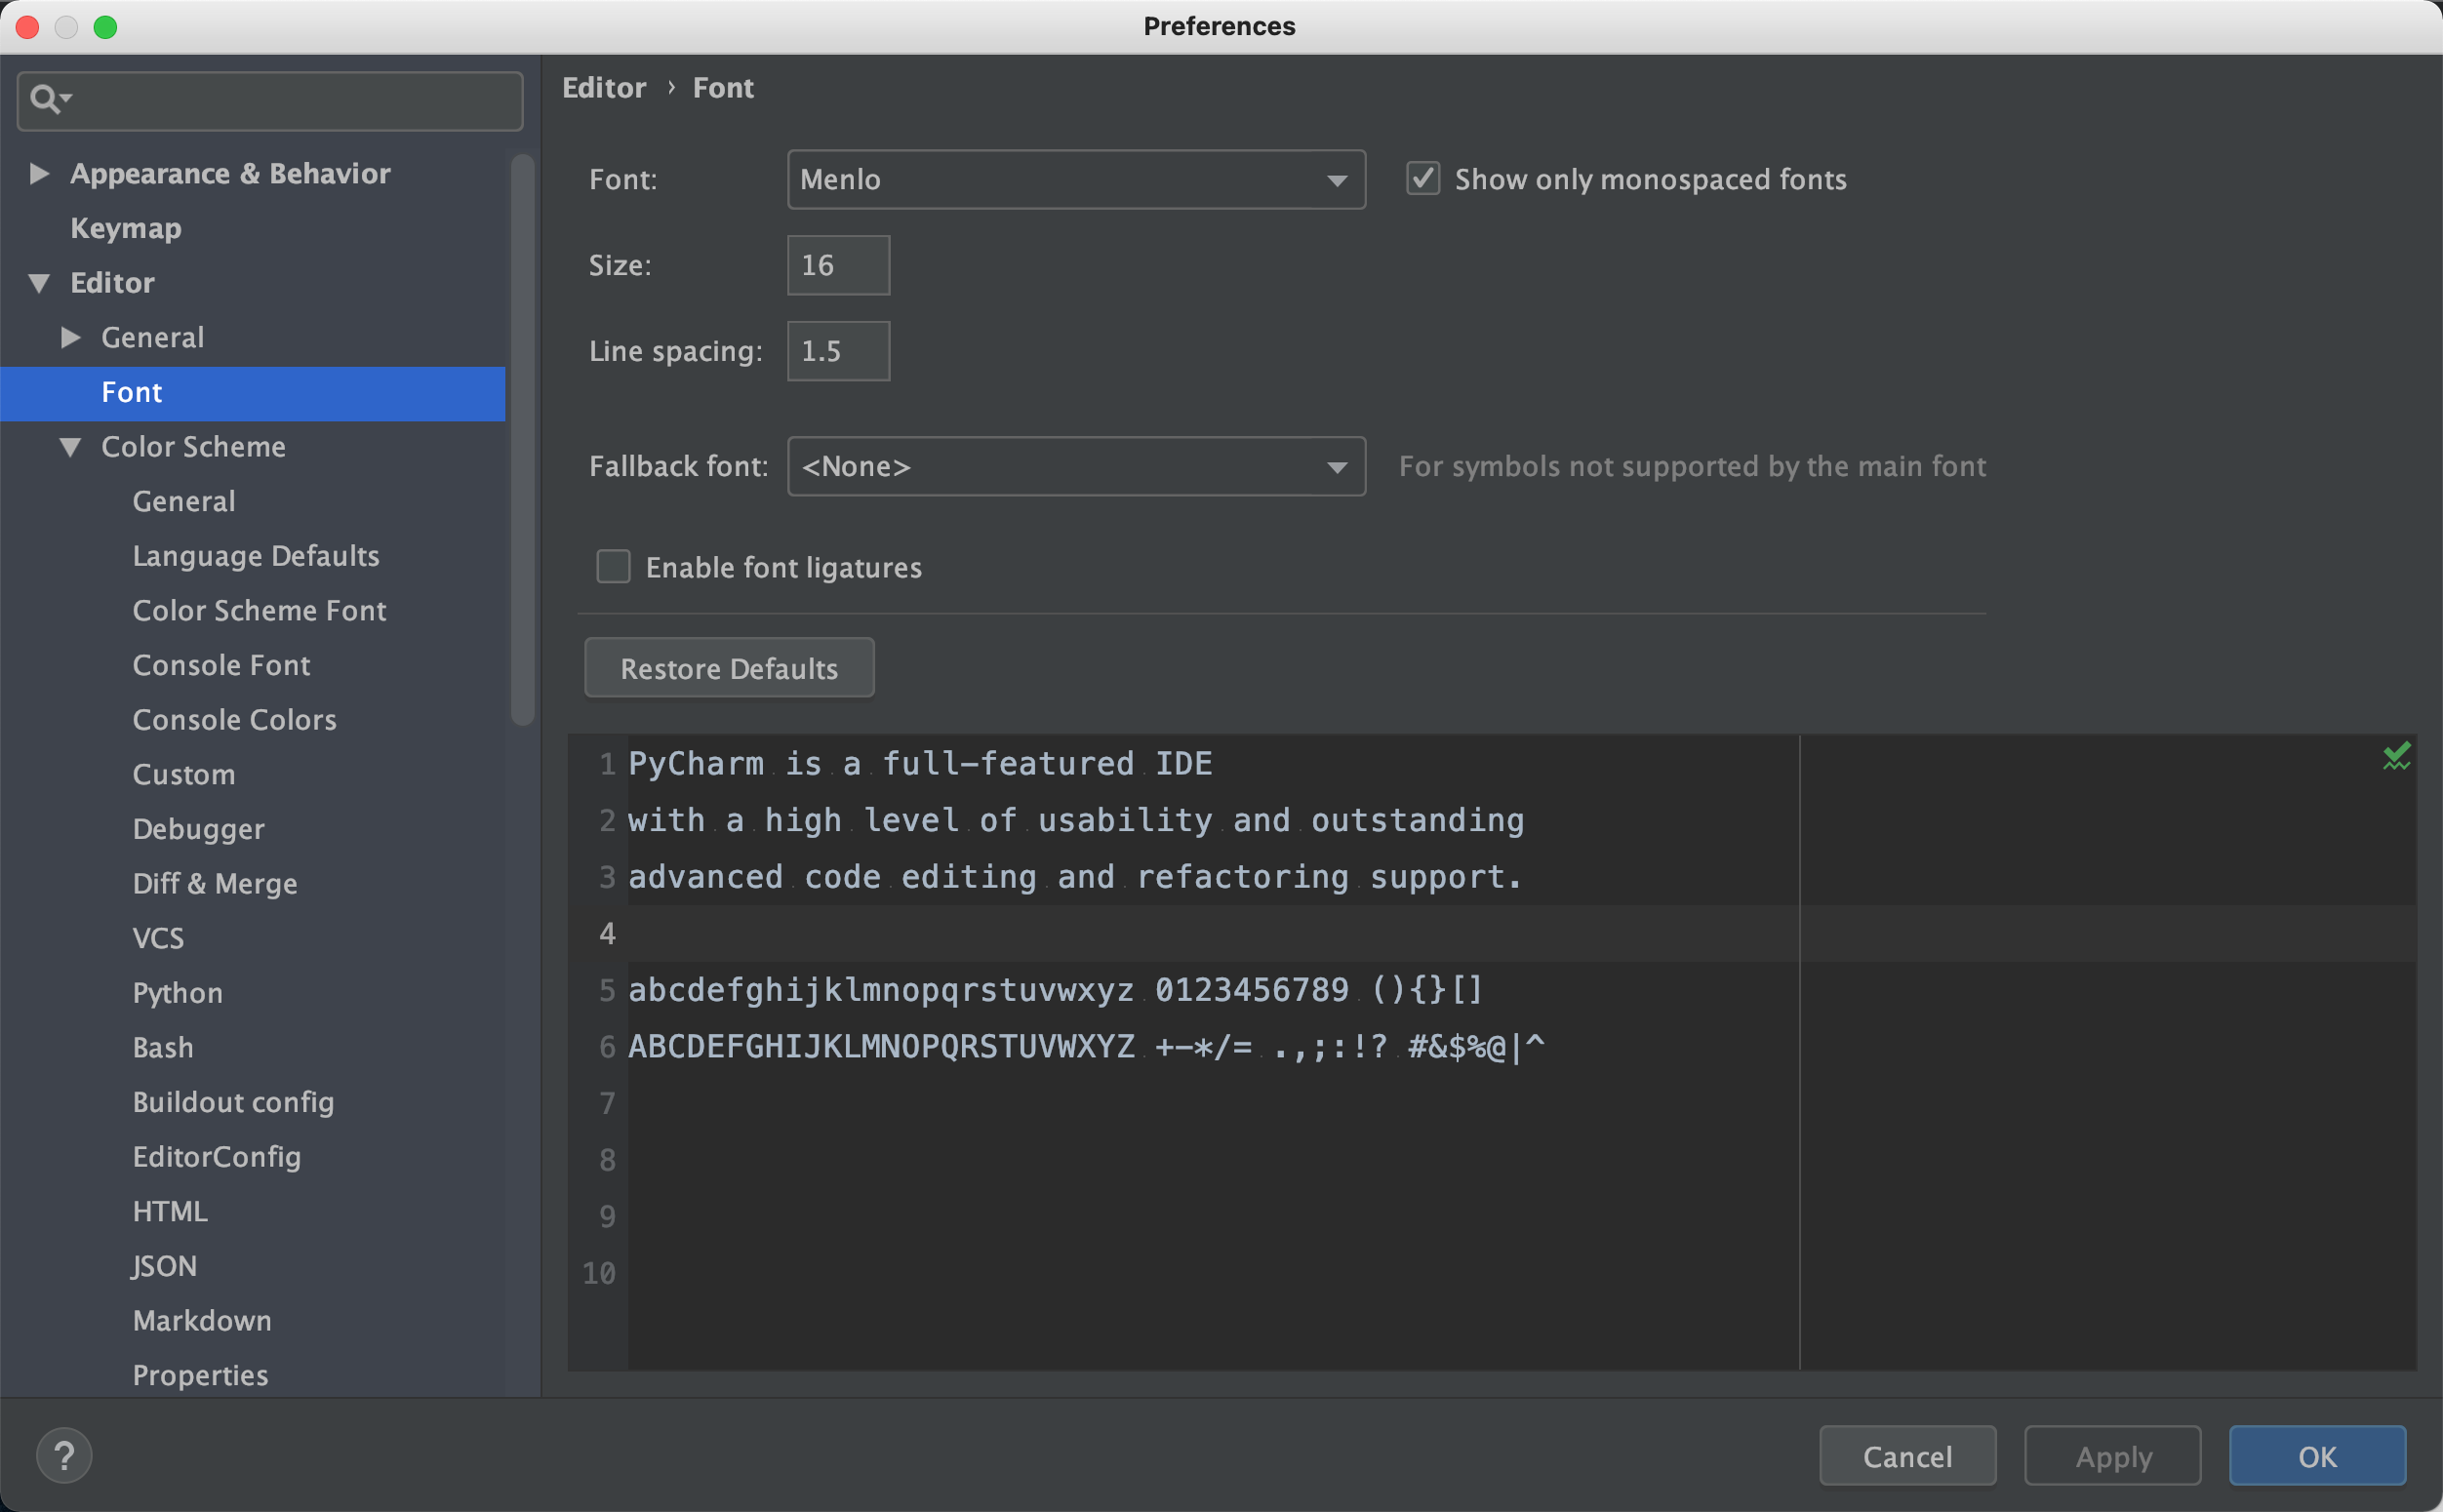 Preferences
Appearance & Behavior
Keymap
Editor
General
Font
Color Scheme
General
Language Defaults
Color Scheme Font
Console Font
Console Colors
Custom
Debugger
Diff & Merge
VCS
Python
Bash
Buildout config
EditorConfig
HTML
JSON
Markdown
Properties
Editor › Font
Font: Menlo Show only monospaced fonts
Size: 16
Line spacing: 1.5
Fallback font: <None> For symbols not supported by the main font
Enable font ligatures
Restore Defaults
1 PyCharm is a full-featured IDE
2 with a high level of usability and outstanding
3 advanced code editing and refactoring support.
4
5 abcdefghijklmnopqrstuvwxyz 0123456789 (){}[]
6 ABCDEFGHIJKLMNOPQRSTUVWXYZ +-*/= .,;:!? #&$%@|^
7
8
9
10
? Cancel Apply OK